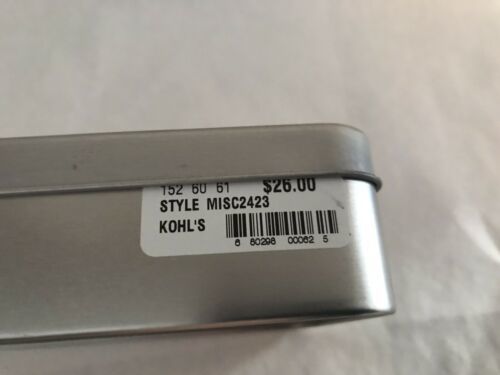 152 60 61 $26.00
STYLE MISC2423
KOHL'S
6 80298 00062 5